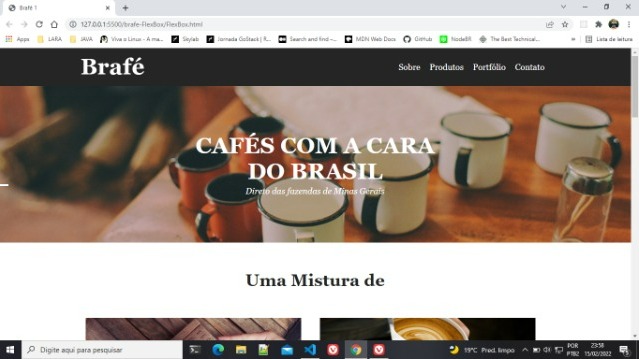 Brafé 1
127.0.0.1:5500/brafe-FlexBox/FlexBox.html
Apps LARA JAVA Viva o Linux - A ma... Skylab Jornada GoStack | R... Search and find –... MDN Web Docs GitHub NodeBR The Best Technical... » Lista de leitura
Brafé
Sobre Produtos Portfólio Contato
CAFÉS COM A CARA
DO BRASIL
Direto das fazendas de Minas Gerais
Uma Mistura de
Digite aqui para pesquisar
19°C Pred. limpo
POR
PTB2
23:58
15/02/2022